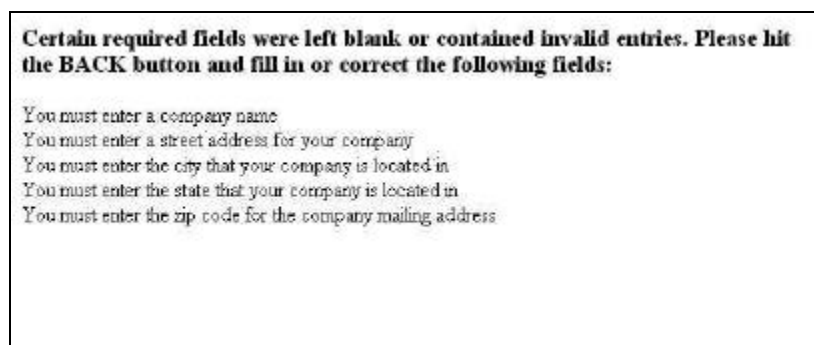 Certain required fields were left blank or contained invalid entries. Please hit
the BACK button and fill in or correct the following fields:
You must enter a company name
You must enter a street address for your company
You must enter the city that your company is located in
You must enter the state that your company is located in
You must enter the zip code for the company mailing address